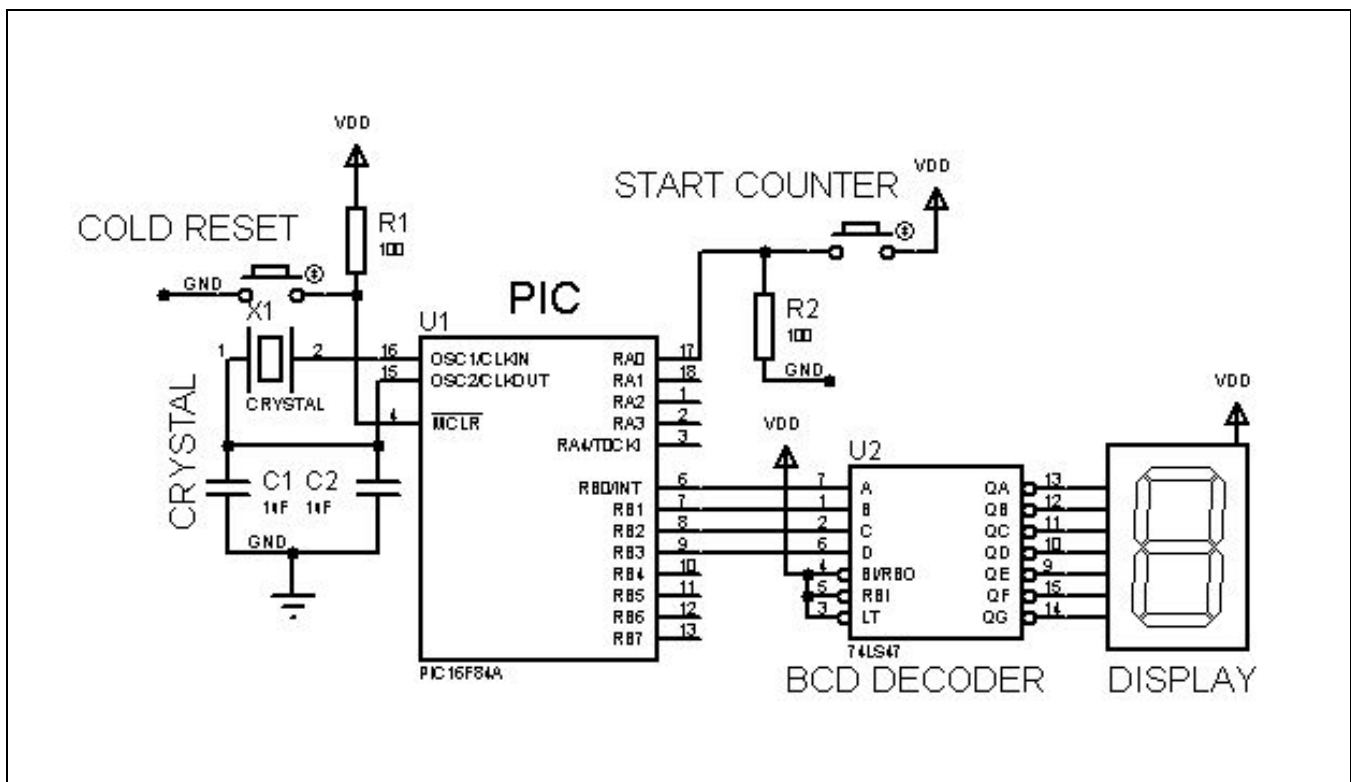 VDD
START COUNTER
VDD
COLD RESET
R1
100
GND
X1
PIC
U1
R2
100
GND
1
2
16
OSC1/CLKIN
RA0
17
15
OSC2/CLKOUT
RA1
18
CRYSTAL
RA2
1
4
MCLR
RA3
2
RA4/T0CKI
3
CRYSTAL
VDD
VDD
U2
C1
C2
1nF
1nF
GND
RB0/INT
6
7
A
QA
13
RB1
7
1
B
QB
12
RB2
8
2
C
QC
11
RB3
9
6
D
QD
10
RB4
10
4
BI/RBO
QE
9
RB5
11
5
RBI
QF
15
RB6
12
3
LT
QG
14
RB7
13
PIC16F84A
74LS47
BCD DECODER
DISPLAY